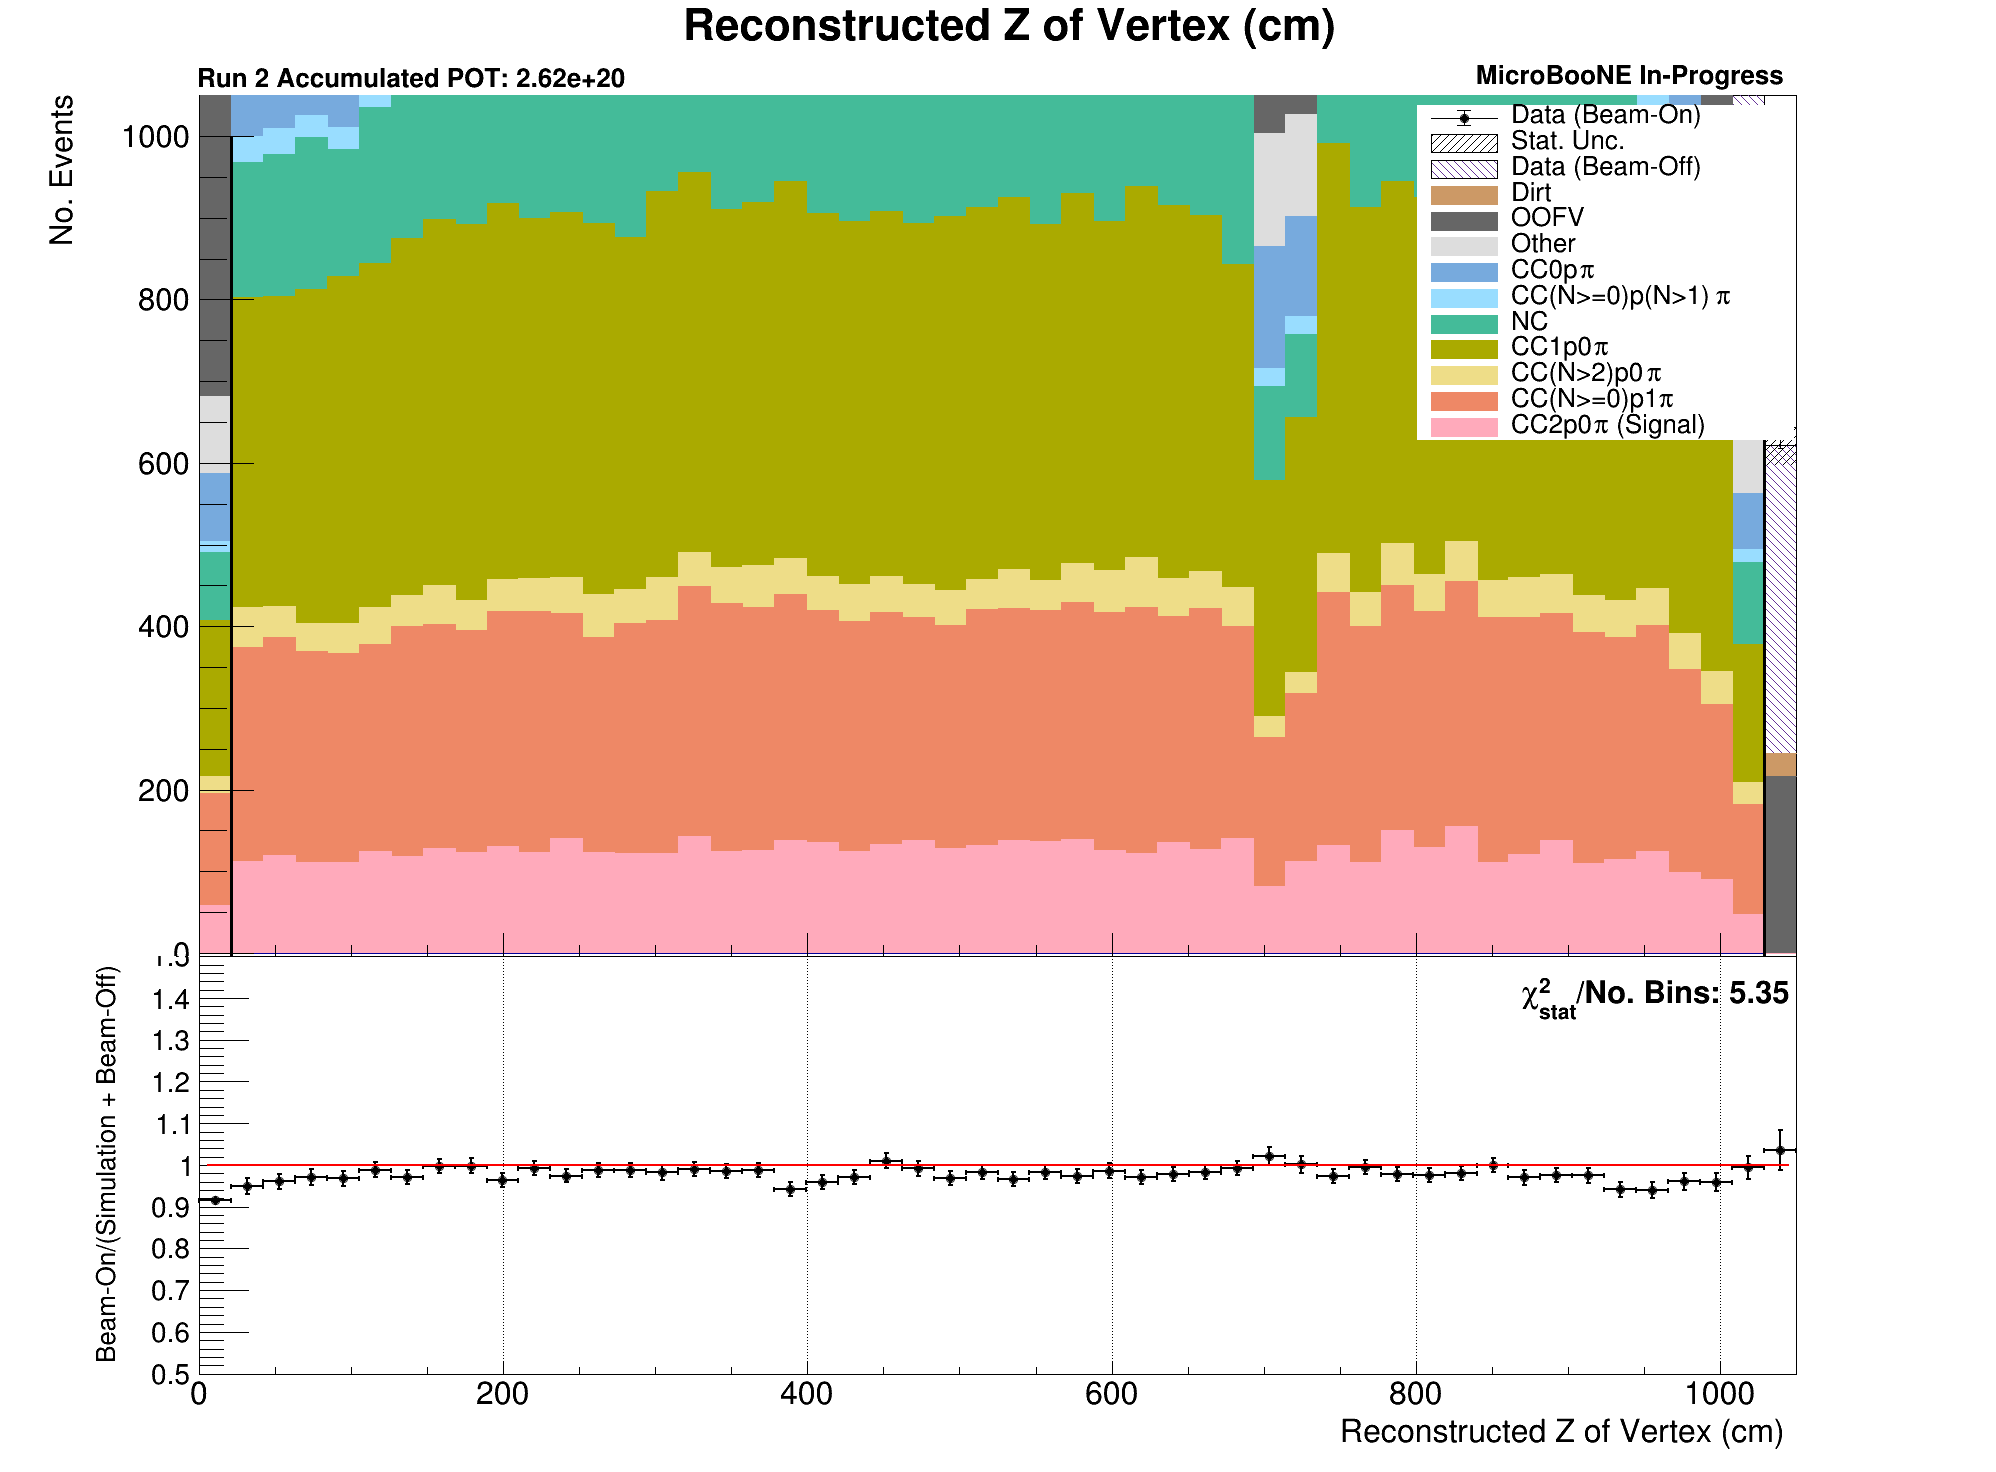 Reconstructed Z of Vertex (cm)
Run 2 Accumulated POT: 2.62e+20
MicroBooNE In-Progress
No. Events
1000
800
600
400
200
0
Data (Beam-On)
Stat. Unc.
Data (Beam-Off)
Dirt
OOFV
Other
CC0pπ
CC(N>=0)p(N>1) π
NC
CC1p0π
CC(N>2)p0π
CC(N>=0)p1π
CC2p0π (Signal)
Beam-On/(Simulation + Beam-Off)
1.5
1.4
1.3
1.2
1.1
1
0.9
0.8
0.7
0.6
0.5
χ²stat/No. Bins: 5.35
0 200 400 600 800 1000
Reconstructed Z of Vertex (cm)